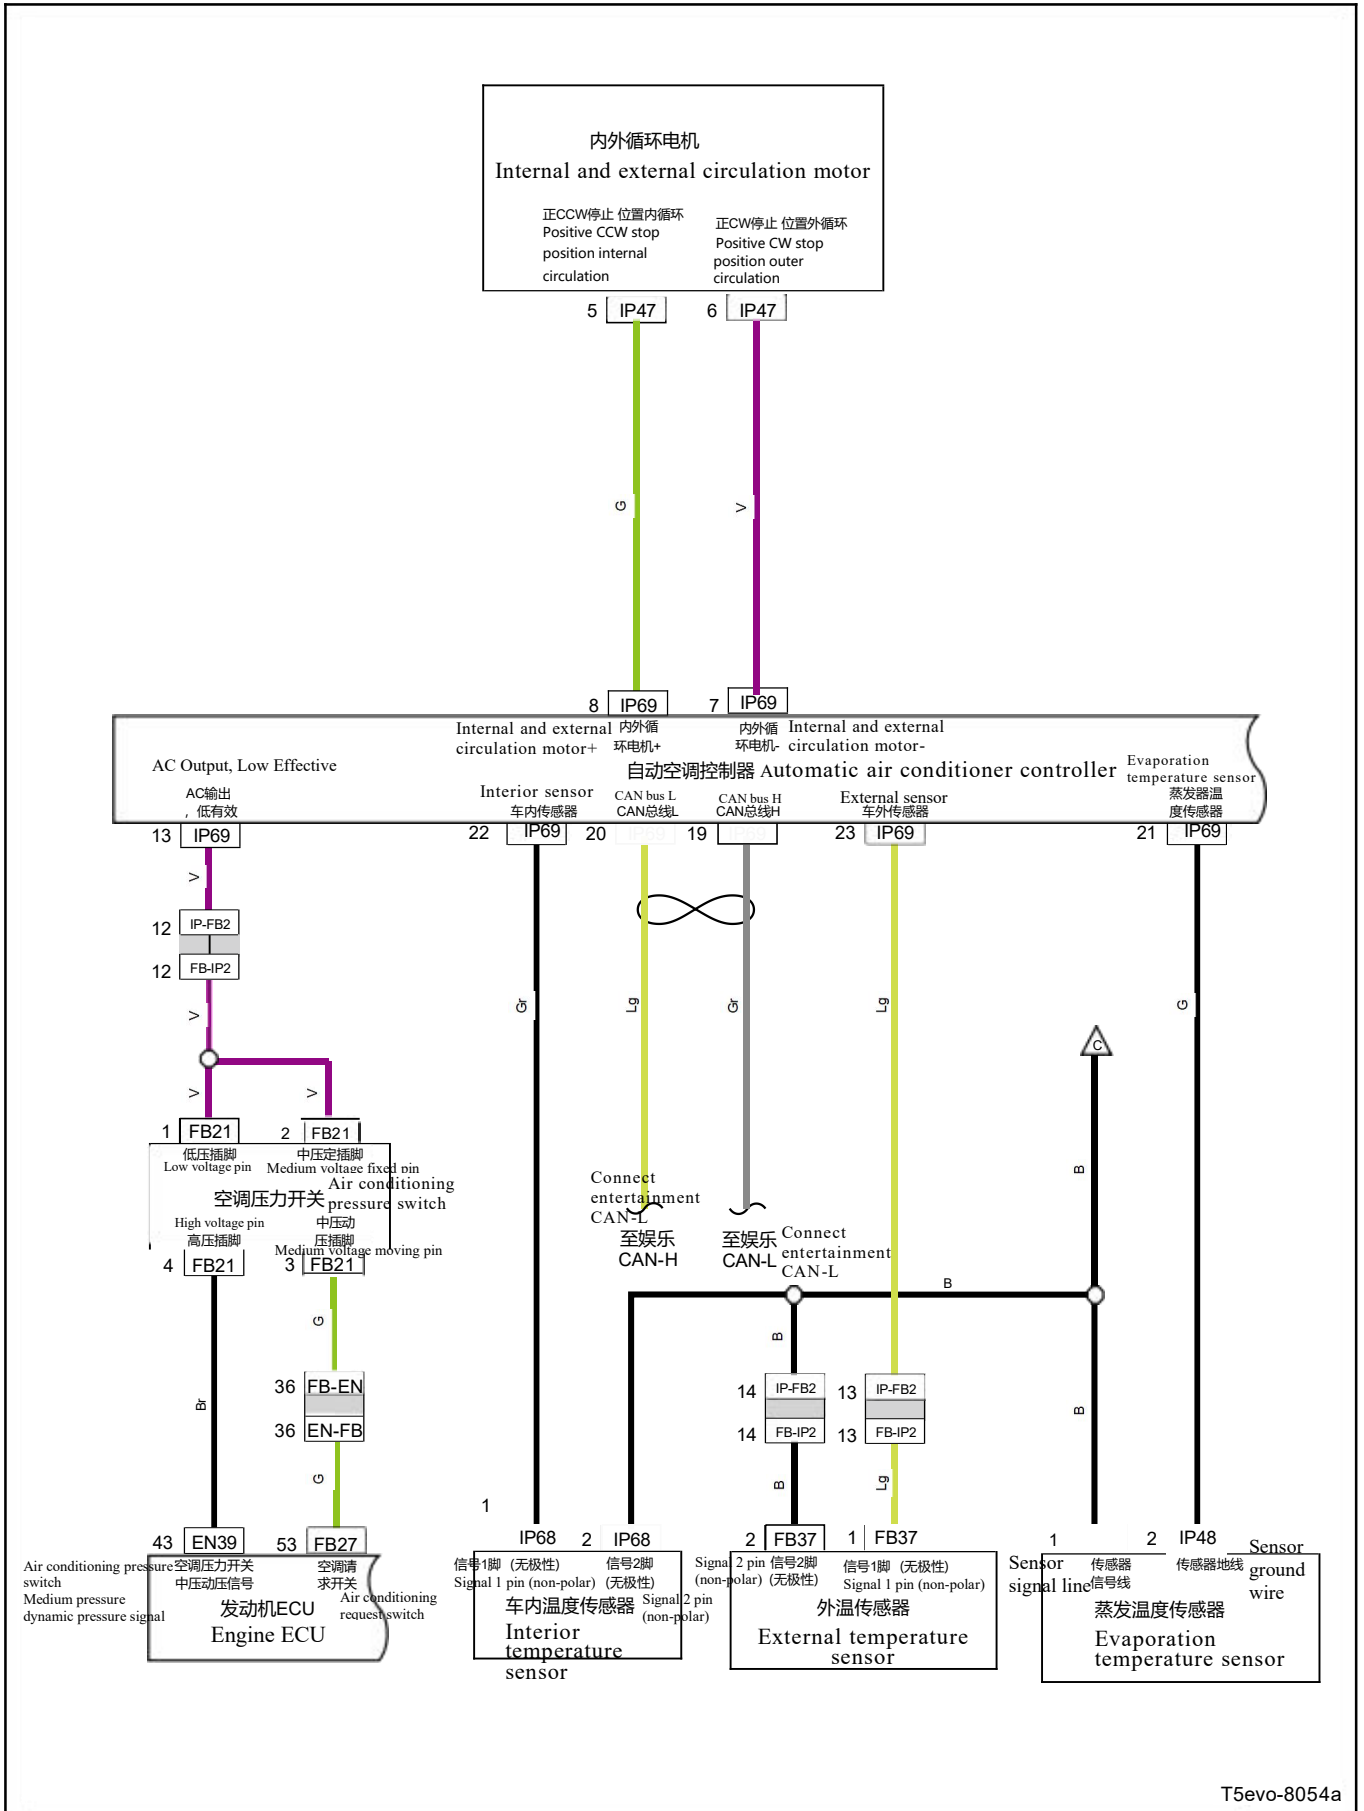 内外循环电机
Internal and external circulation motor
正CCW停止 位置内循环
Positive CCW stop
position internal
circulation
正CW停止 位置外循环
Positive CW stop
position outer
circulation
5 IP47
6 IP47
G
V
8 IP69
7 IP69
Internal and external
circulation motor+
内外循
环电机+
内外循
环电机-
Internal and external
circulation motor-
自动空调控制器 Automatic air conditioner controller
AC Output, Low Effective
AC输出
，低有效
Interior sensor
车内传感器
CAN bus L
CAN总线L
CAN bus H
CAN总线H
External sensor
车外传感器
Evaporation
temperature sensor
蒸发器温
度传感器
13 IP69
22 IP69
20 IP69
19 IP69
23 IP69
21 IP69
V
12 IP-FB2
12 FB-IP2
V
Gr
Lg
Gr
Lg
G
C
V
V
1 FB21
2 FB21
低压插脚
Low voltage pin
中压定插脚
Medium voltage fixed pin
空调压力开关
Air conditioning
pressure switch
High voltage pin
高压插脚
中压动
压插脚
Medium voltage moving pin
4 FB21
3 FB21
Connect
entertainment
CAN-L
至娱乐
CAN-H
至娱乐
CAN-L
Connect
entertainment
CAN-L
B
B
G
B
36 FB-EN
36 EN-FB
14 IP-FB2
14 FB-IP2
13 IP-FB2
13 FB-IP2
Br
B
G
B
Lg
43 EN39
53 FB27
1
IP68
2 IP68
2 FB37
1 FB37
1
2 IP48
Air conditioning pressure
switch
Medium pressure
dynamic pressure signal
空调压力开关
中压动压信号
空调请
求开关
Air conditioning
request switch
发动机ECU
Engine ECU
信号1脚 (无极性)
Signal 1 pin (non-polar)
信号2脚
(无极性)
Signal 2 pin
(non-polar)
车内温度传感器
Interior
temperature
sensor
Signal 2 pin
(non-polar)
信号2脚
(无极性)
信号1脚 (无极性)
Signal 1 pin (non-polar)
外温传感器
External temperature
sensor
Sensor
signal line
传感器
信号线
传感器地线
Sensor
ground
wire
蒸发温度传感器
Evaporation
temperature sensor
T5evo-8054a